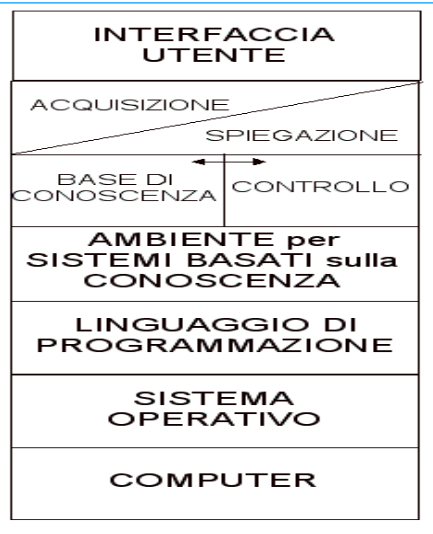 INTERFACCIA
UTENTE
ACQUISIZIONE
SPIEGAZIONE
BASE DI
CONOSCENZA
CONTROLLO
AMBIENTE per
SISTEMI BASATI sulla
CONOSCENZA
LINGUAGGIO DI
PROGRAMMAZIONE
SISTEMA
OPERATIVO
COMPUTER